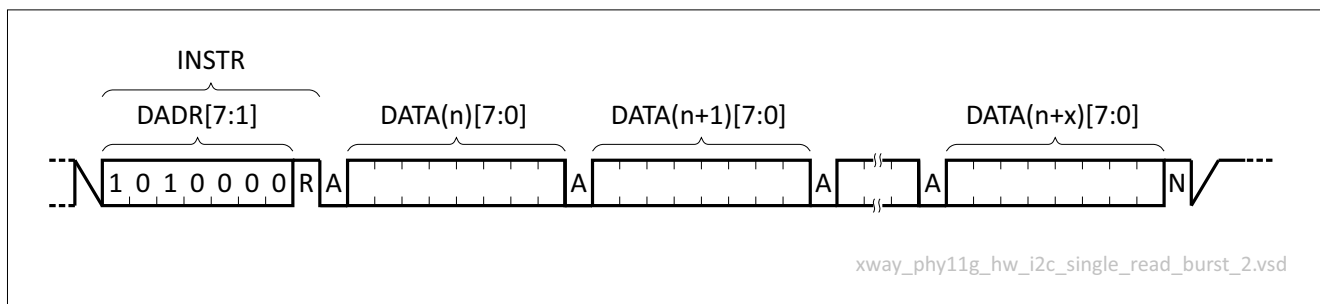 INSTR
DADR[7:1] DATA(n)[7:0] DATA(n+1)[7:0] DATA(n+x)[7:0]
1 0 1 0 0 0 0 R A A A A N
xway_phy11g_hw_i2c_single_read_burst_2.vsd